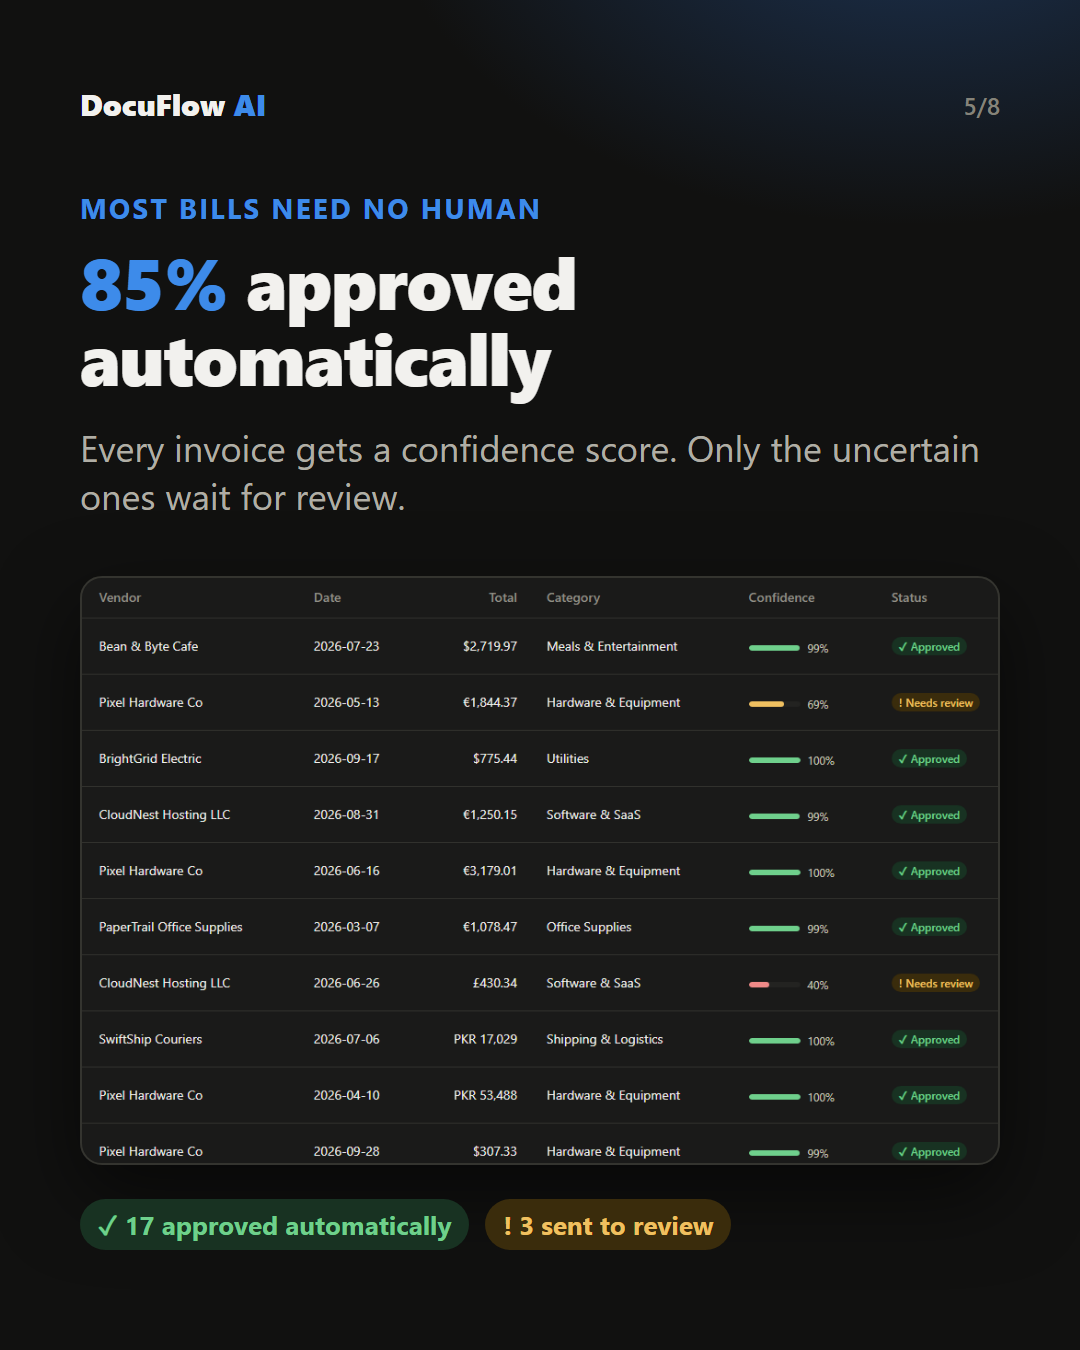 DocuFlow AI
5/8
MOST BILLS NEED NO HUMAN
85% approved
automatically
Every invoice gets a confidence score. Only the uncertain
ones wait for review.
Vendor Date Total Category Confidence Status
Bean & Byte Cafe 2026-07-23 $2,719.97 Meals & Entertainment 99% ✓ Approved
Pixel Hardware Co 2026-05-13 €1,844.37 Hardware & Equipment 69% ! Needs review
BrightGrid Electric 2026-09-17 $775.44 Utilities 100% ✓ Approved
CloudNest Hosting LLC 2026-08-31 €1,250.15 Software & SaaS 99% ✓ Approved
Pixel Hardware Co 2026-06-16 €3,179.01 Hardware & Equipment 100% ✓ Approved
PaperTrail Office Supplies 2026-03-07 €1,078.47 Office Supplies 99% ✓ Approved
CloudNest Hosting LLC 2026-06-26 £430.34 Software & SaaS 40% ! Needs review
SwiftShip Couriers 2026-07-06 PKR 17,029 Shipping & Logistics 100% ✓ Approved
Pixel Hardware Co 2026-04-10 PKR 53,488 Hardware & Equipment 100% ✓ Approved
Pixel Hardware Co 2026-09-28 $307.33 Hardware & Equipment 99% ✓ Approved
✓ 17 approved automatically
! 3 sent to review